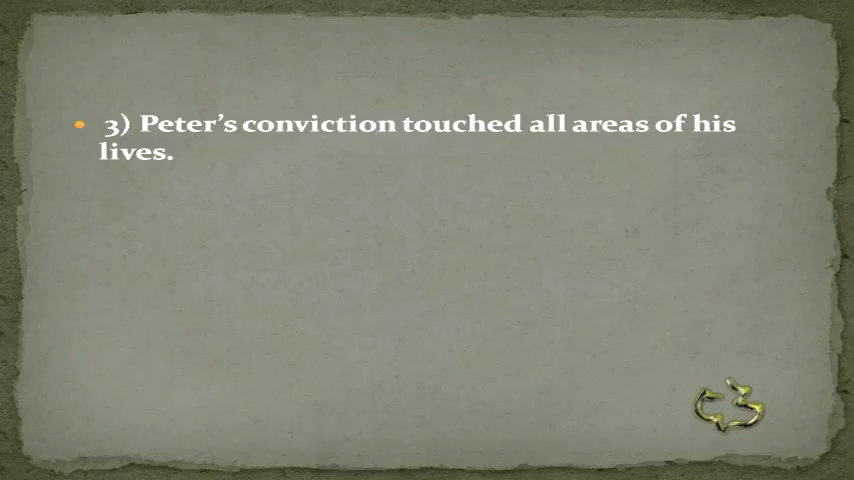 • 3) Peter’s conviction touched all areas of his
lives.